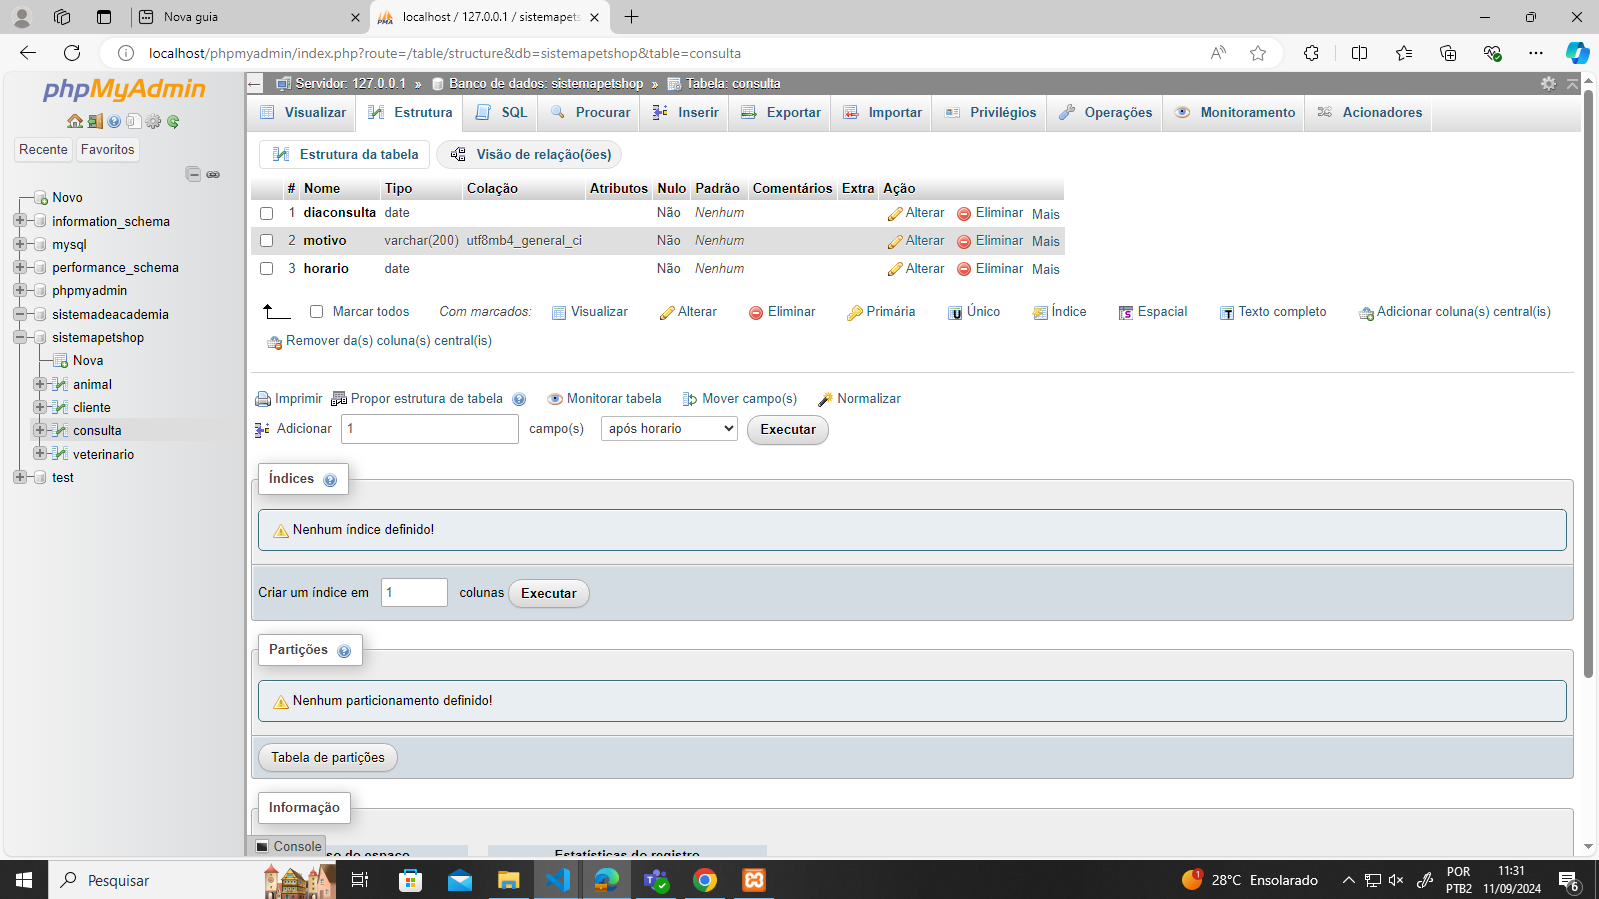 Nova guia
localhost / 127.0.0.1 / sistemapets
localhost/phpmyadmin/index.php?route=/table/structure&db=sistemapetshop&table=consulta
phpMyAdmin
Recente Favoritos
Novo
information_schema
mysql
performance_schema
phpmyadmin
sistemadeacademia
sistemapetshop
Nova
animal
cliente
consulta
veterinario
test
Servidor: 127.0.0.1 » Banco de dados: sistemapetshop » Tabela: consulta
Visualizar Estrutura SQL Procurar Inserir Exportar Importar Privilégios Operações Monitoramento Acionadores
Estrutura da tabela Visão de relação(ões)
# Nome Tipo Colação Atributos Nulo Padrão Comentários Extra Ação
1 diaconsulta date Não Nenhum Alterar Eliminar Mais
2 motivo varchar(200) utf8mb4_general_ci Não Nenhum Alterar Eliminar Mais
3 horario date Não Nenhum Alterar Eliminar Mais
Marcar todos Com marcados: Visualizar Alterar Eliminar Primária Único Índice Espacial Texto completo Adicionar coluna(s) central(is)
Remover da(s) coluna(s) central(is)
Imprimir Propor estrutura de tabela Monitorar tabela Mover campo(s) Normalizar
Adicionar 1 campo(s) após horario Executar
Índices
Nenhum índice definido!
Criar um índice em 1 colunas Executar
Partições
Nenhum particionamento definido!
Tabela de partições
Informação
Console
so do espaço Estatísticas do registro
Pesquisar
1 28°C Ensolarado
POR
PTB2
11:31
11/09/2024
6